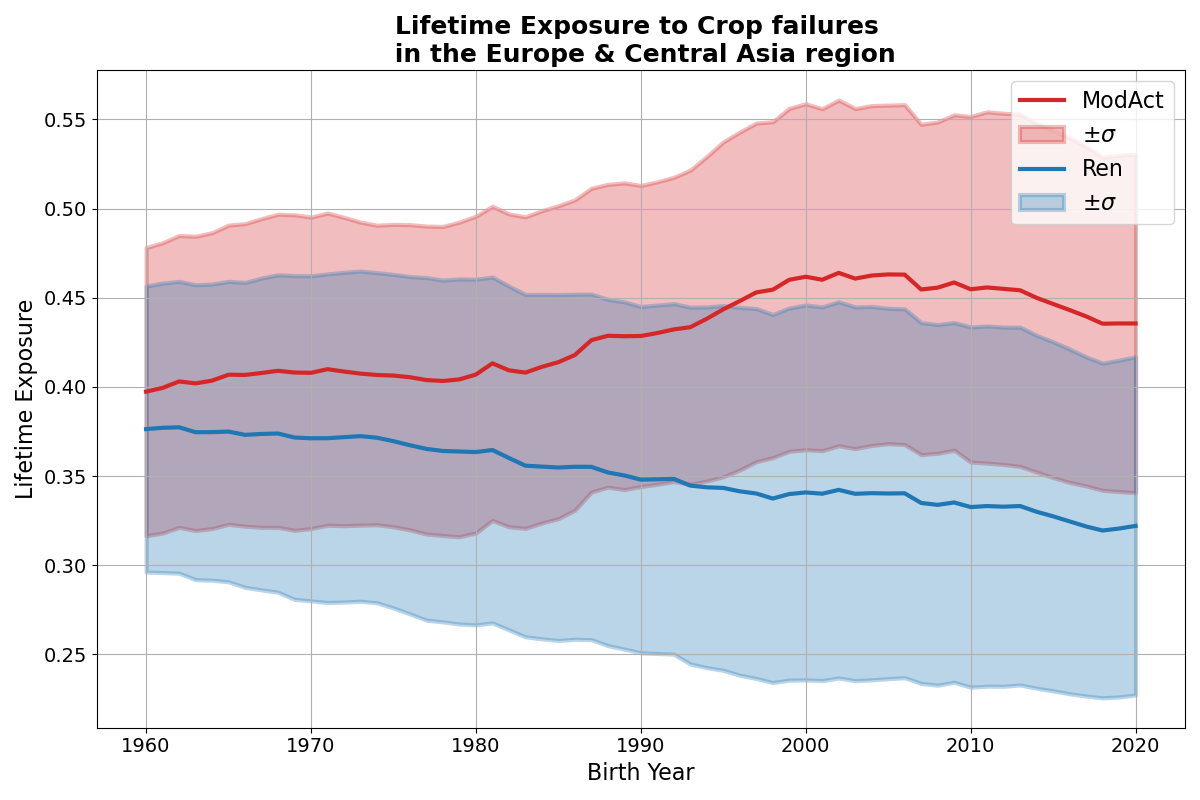 Lifetime Exposure to Crop failures
in the Europe & Central Asia region
ModAct
±σ
Ren
±σ
Lifetime Exposure
0.55
0.50
0.45
0.40
0.35
0.30
0.25
1960 1970 1980 1990 2000 2010 2020
Birth Year